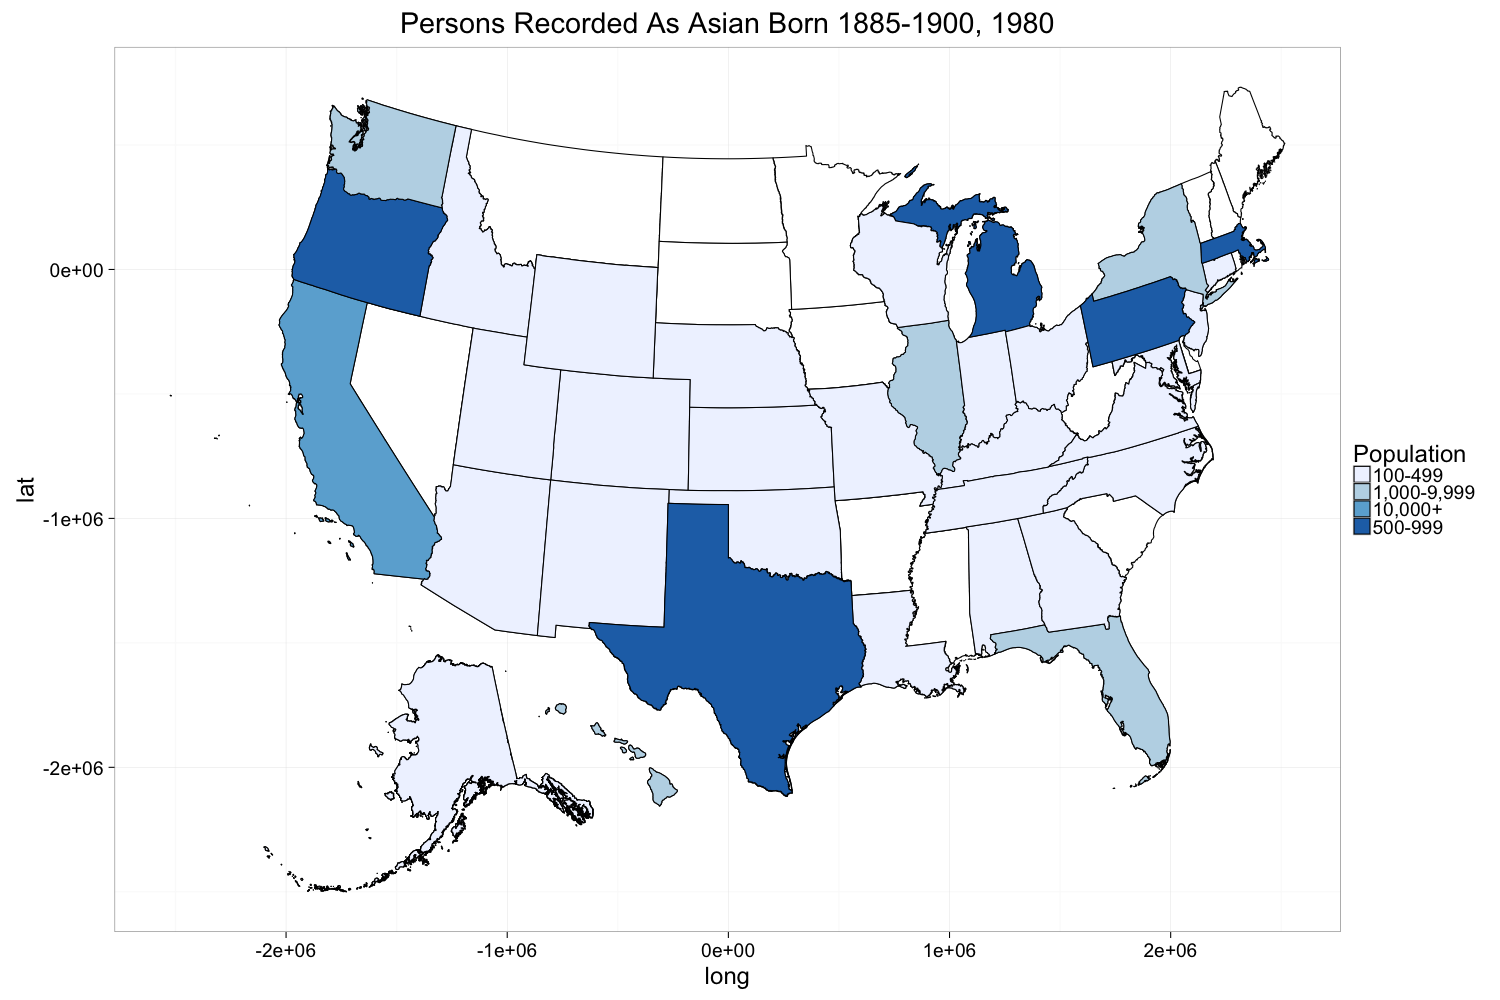 Persons Recorded As Asian Born 1885-1900, 1980
0e+00
-1e+06
-2e+06
lat
-2e+06
-1e+06
0e+00
1e+06
2e+06
long
Population
100-499
1,000-9,999
10,000+
500-999